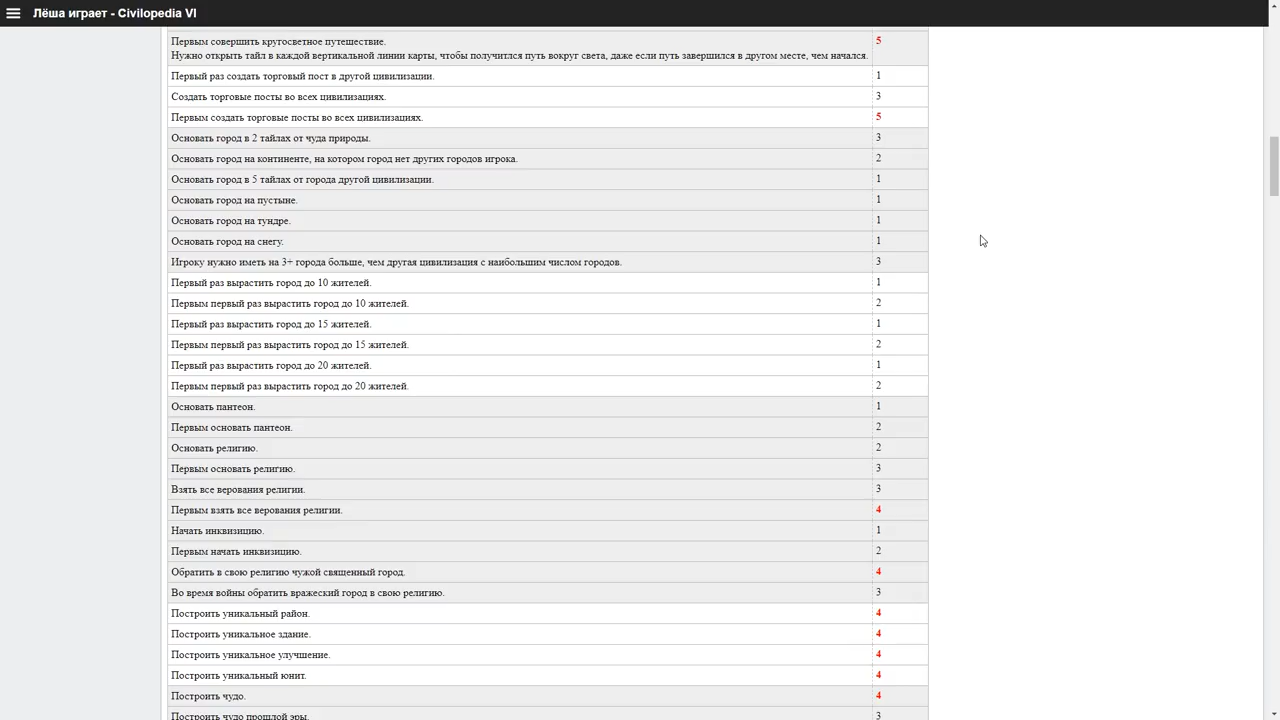 Лёша играет - Civilopedia VI
Первым совершить кругосветное путешествие. 5
Нужно открыть тайл в каждой вертикальной линии карты, чтобы получитлся путь вокруг света, даже если путь завершился в другом месте, чем начался.
Первый раз создать торговый пост в другой цивилизации. 1
Создать торговые посты во всех цивилизациях. 3
Первым создать торговые посты во всех цивилизациях. 5
Основать город в 2 тайлах от чуда природы. 3
Основать город на континенте, на котором город нет других городов игрока. 2
Основать город в 5 тайлах от города другой цивилизации. 1
Основать город на пустыне. 1
Основать город на тундре. 1
Основать город на снегу. 1
Игроку нужно иметь на 3+ города больше, чем другая цивилизация с наибольшим числом городов. 3
Первый раз вырастить город до 10 жителей. 1
Первым первый раз вырастить город до 10 жителей. 2
Первый раз вырастить город до 15 жителей. 1
Первым первый раз вырастить город до 15 жителей. 2
Первый раз вырастить город до 20 жителей. 1
Первым первый раз вырастить город до 20 жителей. 2
Основать пантеон. 1
Первым основать пантеон. 2
Основать религию. 2
Первым основать религию. 3
Взять все верования религии. 3
Первым взять все верования религии. 4
Начать инквизицию. 1
Первым начать инквизицию. 2
Обратить в свою религию чужой священный город. 4
Во время войны обратить вражеский город в свою религию. 3
Построить уникальный район. 4
Построить уникальное здание. 4
Построить уникальное улучшение. 4
Построить уникальный юнит. 4
Построить чудо. 4
Построить чудо прошлой эры. 3